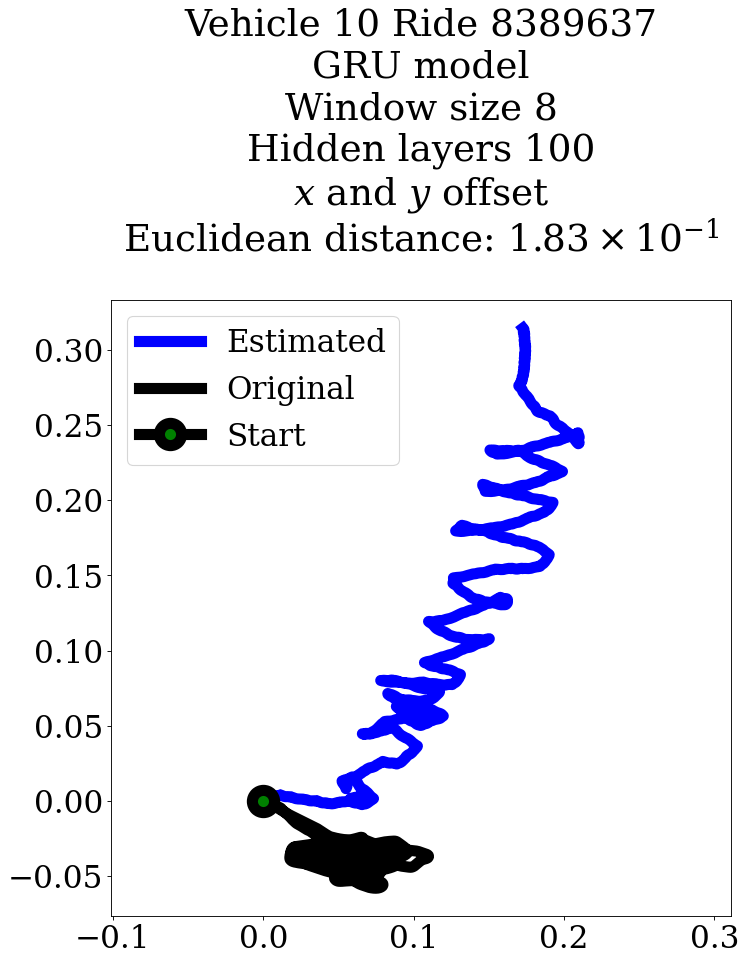 Vehicle 10 Ride 8389637
GRU model
Window size 8
Hidden layers 100
x and y offset
Euclidean distance: 1.83 × 10⁻¹
Estimated
Original
Start
0.30
0.25
0.20
0.15
0.10
0.05
0.00
−0.05
−0.1 0.0 0.1 0.2 0.3